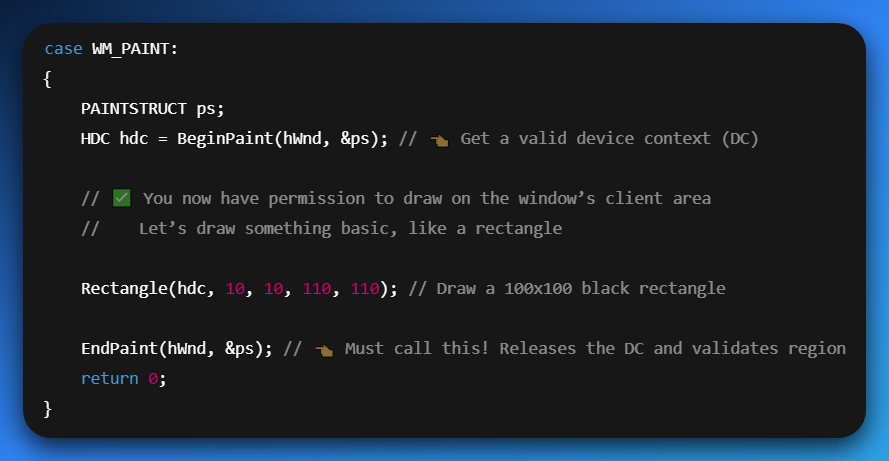 case WM_PAINT:
{
PAINTSTRUCT ps;
HDC hdc = BeginPaint(hWnd, &ps); // 👈 Get a valid device context (DC)
// ✅ You now have permission to draw on the window’s client area
// Let’s draw something basic, like a rectangle
Rectangle(hdc, 10, 10, 110, 110); // Draw a 100x100 black rectangle
EndPaint(hWnd, &ps); // 👈 Must call this! Releases the DC and validates region
return 0;
}